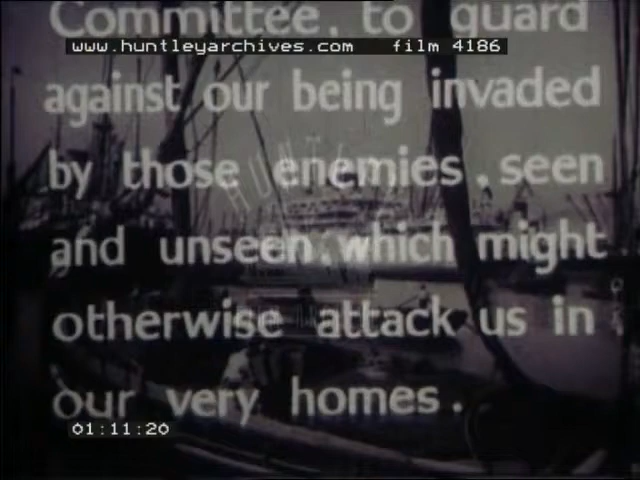 Committee. to guard
www.huntleyarchives.com film 4186
against our being invaded
by those enemies, seen
and unseen, which might
otherwise attack us in
our very homes.
01:11:20